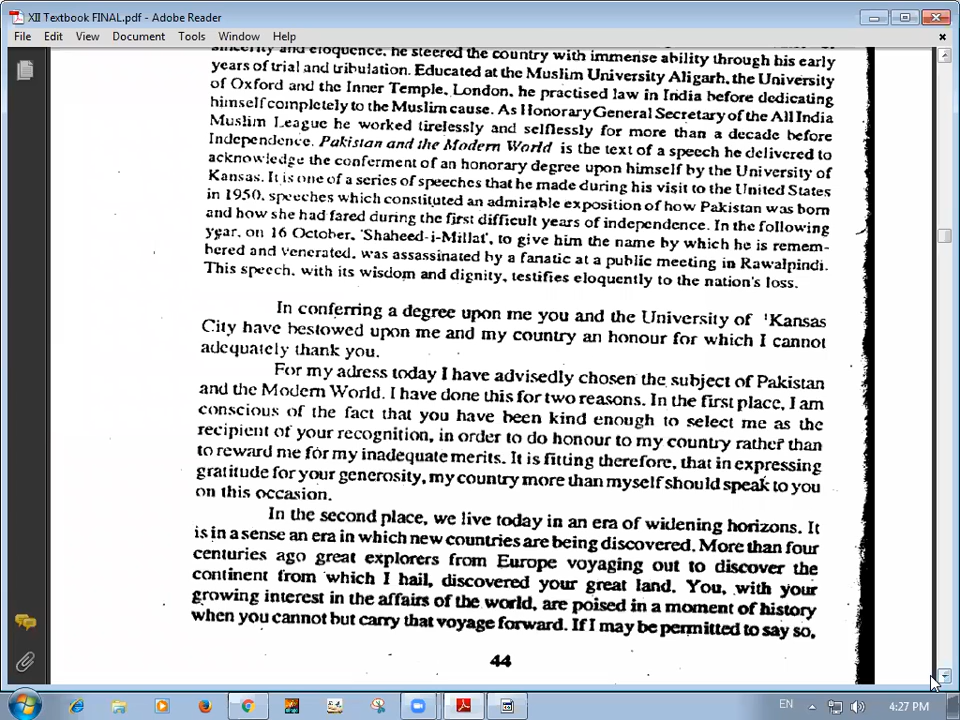 XII Textbook FINAL.pdf - Adobe Reader
File Edit View Document Tools Window Help
sincerity and eloquence, he steered the country with immense ability through his early
years of trial and tribulation. Educated at the Muslim University Aligarh, the University
of Oxford and the Inner Temple, London, he practised law in India before dedicating
himself completely to the Muslim cause. As Honorary General Secretary of the All India
Muslim League he worked tirelessly and selflessly for more than a decade before
Independence. Pakistan and the Modern World is the text of a speech he delivered to
acknowledge the conferment of an honorary degree upon himself by the University of
Kansas. It is one of a series of speeches that he made during his visit to the United States
in 1950, speeches which constituted an admirable exposition of how Pakistan was born
and how she had fared during the first difficult years of independence. In the following
year, on 16 October, 'Shaheed-i-Millat', to give him the name by which he is remem-
bered and venerated, was assassinated by a fanatic at a public meeting in Rawalpindi.
This speech, with its wisdom and dignity, testifies eloquently to the nation's loss.
In conferring a degree upon me you and the University of 'Kansas
City have bestowed upon me and my country an honour for which I cannot
adequately thank you.
For my adress today I have advisedly chosen the subject of Pakistan
and the Modern World. I have done this for two reasons. In the first place, I am
conscious of the fact that you have been kind enough to select me as the
recipient of your recognition, in order to do honour to my country rather than
to reward me for my inadequate merits. It is fitting therefore, that in expressing
gratitude for your generosity, my country more than myself should speak to you
on this occasion.
In the second place, we live today in an era of widening horizons. It
is in a sense an era in which new countries are being discovered. More than four
centuries ago great explorers from Europe voyaging out to discover the
continent from which I hail, discovered your great land. You, with your
growing interest in the affairs of the world, are poised in a moment of history
when you cannot but carry that voyage forward. If I may be permitted to say so,
44
EN 4:27 PM